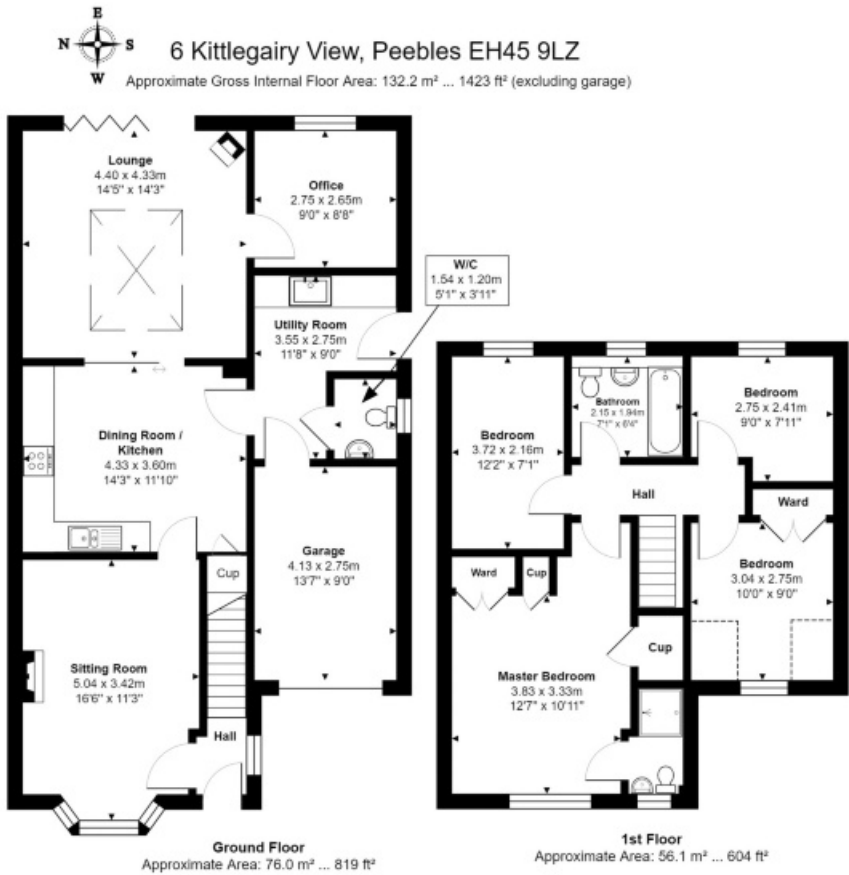 E
N S
W
6 Kittlegairy View, Peebles EH45 9LZ
Approximate Gross Internal Floor Area: 132.2 m² ... 1423 ft² (excluding garage)
Lounge
4.40 x 4.33m
14'5" x 14'3"
Office
2.75 x 2.65m
9'0" x 8'8"
W/C
1.54 x 1.20m
5'1" x 3'11"
Utility Room
3.55 x 2.75m
11'8" x 9'0"
Dining Room /
Kitchen
4.33 x 3.60m
14'3" x 11'10"
Garage
4.13 x 2.75m
13'7" x 9'0"
Cup
Sitting Room
5.04 x 3.42m
16'6" x 11'3"
Hall
Ground Floor
Approximate Area: 76.0 m² ... 819 ft²
Bedroom
3.72 x 2.16m
12'2" x 7'1"
Bathroom
2.15 x 1.94m
7'1" x 6'4"
Bedroom
2.75 x 2.41m
9'0" x 7'11"
Hall
Ward
Bedroom
3.04 x 2.75m
10'0" x 9'0"
Ward
Cup
Cup
Master Bedroom
3.83 x 3.33m
12'7" x 10'11"
1st Floor
Approximate Area: 56.1 m² ... 604 ft²